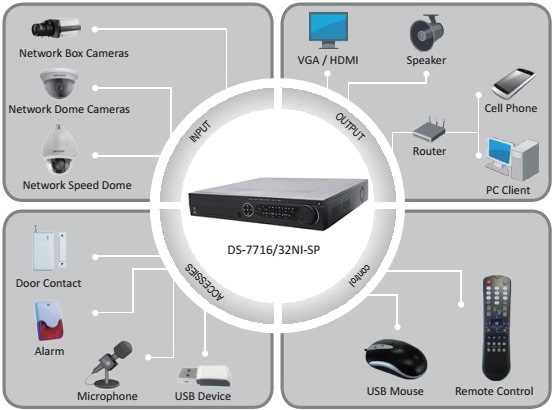 Network Box Cameras
Network Dome Cameras
Network Speed Dome
INPUT
VGA / HDMI
Speaker
Cell Phone
Router
PC Client
OUTPUT
DS-7716/32NI-SP
Door Contact
Alarm
Microphone
USB Device
ACCESSIES
control
USB Mouse
Remote Control